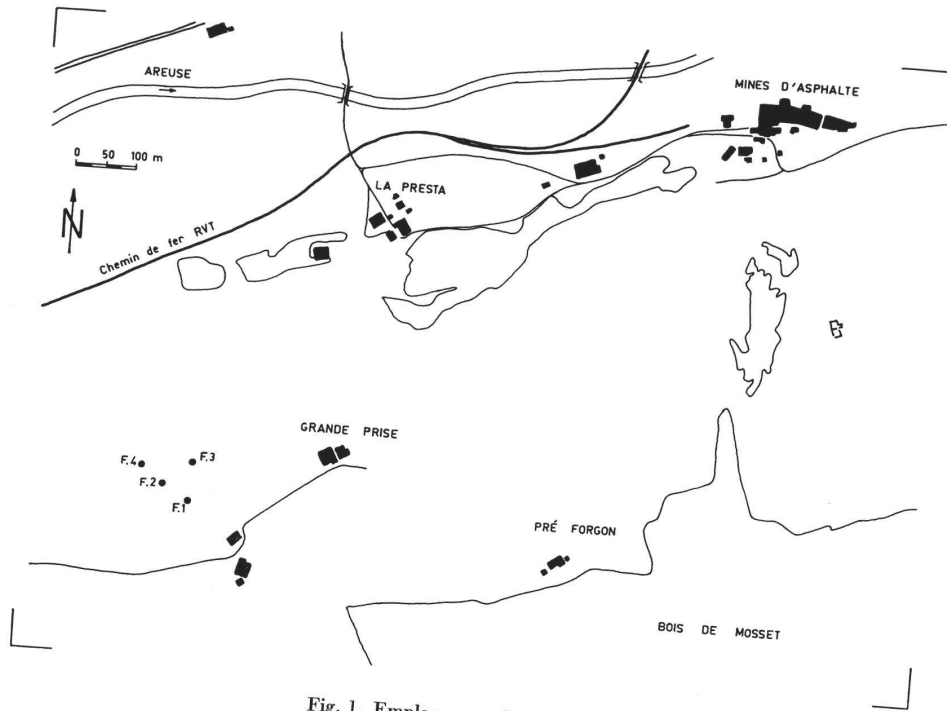 AREUSE
MINES D'ASPHALTE
0 50 100 m
N
LA PRESTA
Chemin de fer RVT
GRANDE PRISE
F.4
F.3
F.2
F.1
PRÉ FORGON
BOIS DE MOSSET
Fig. 1.